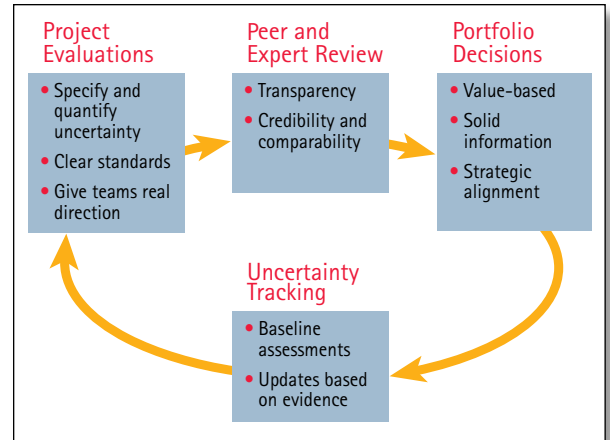 Project
Evaluations
• Specify and
quantify
uncertainty
• Clear standards
• Give teams real
direction
Peer and
Expert Review
• Transparency
• Credibility and
comparability
Portfolio
Decisions
• Value-based
• Solid
information
• Strategic
alignment
Uncertainty
Tracking
• Baseline
assessments
• Updates based
on evidence